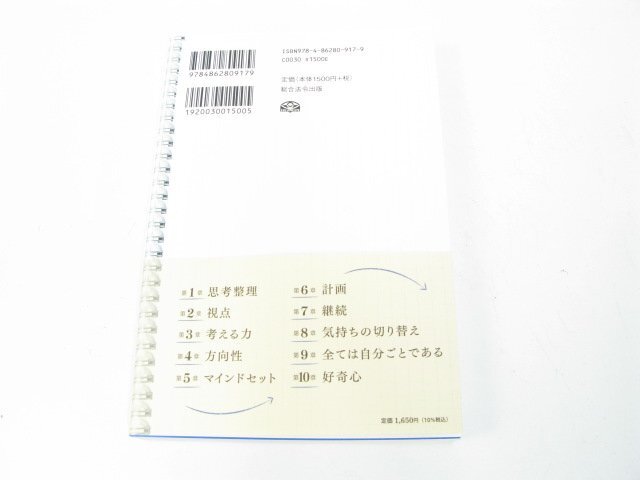 9784862809179
ISBN978-4-86280-917-9
C0030 ¥1500E
1920030015005
定価(本体1500円+税)
総合法令出版
第1章 思考整理
第2章 視点
第3章 考える力
第4章 方向性
第5章 マインドセット
第6章 計画
第7章 継続
第8章 気持ちの切り替え
第9章 全ては自分ごとである
第10章 好奇心
定価 1,650円(10%税込)